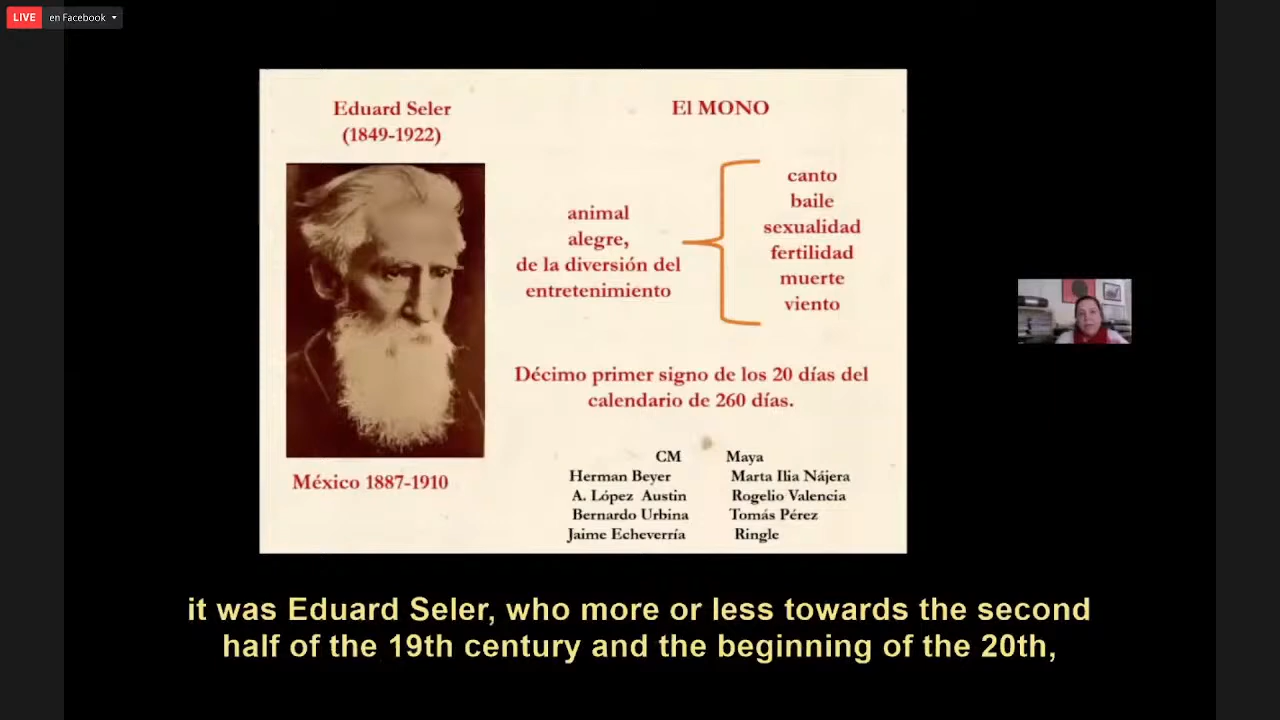 LIVE en Facebook
Eduard Seler
(1849-1922)
México 1887-1910
El MONO
animal
alegre,
de la diversión del
entretenimiento
canto
baile
sexualidad
fertilidad
muerte
viento
Décimo primer signo de los 20 días del
calendario de 260 días.
CM Maya
Herman Beyer Marta Ilia Nájera
A. López Austin Rogelio Valencia
Bernardo Urbina Tomás Pérez
Jaime Echeverría Ringle
it was Eduard Seler, who more or less towards the second
half of the 19th century and the beginning of the 20th,